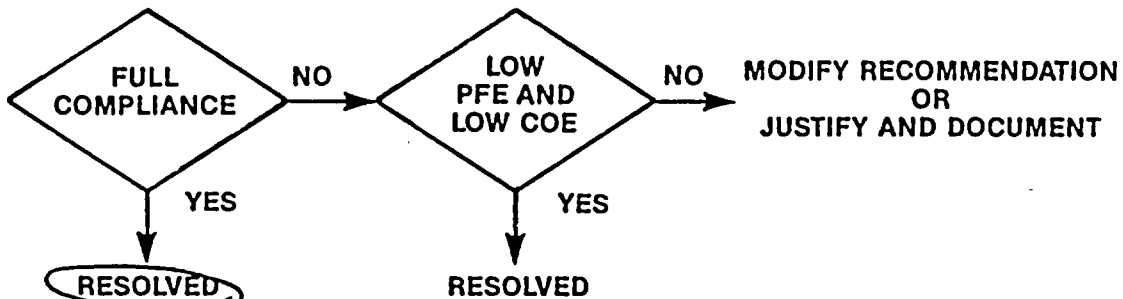 FULL
COMPLIANCE
NO
LOW
PFE AND
LOW COE
NO
MODIFY RECOMMENDATION
OR
JUSTIFY AND DOCUMENT
YES
YES
RESOLVED
RESOLVED